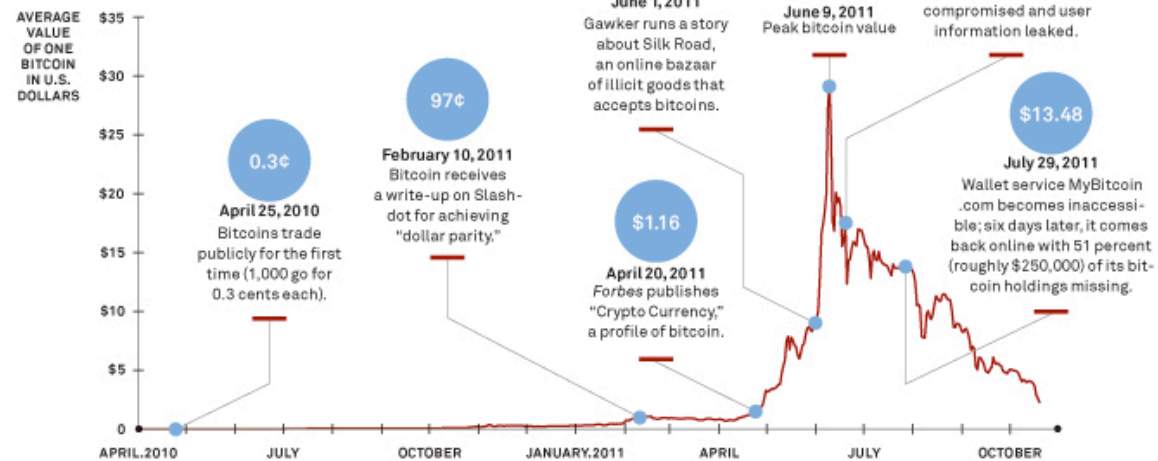 AVERAGE
VALUE
OF ONE
BITCOIN
IN U.S.
DOLLARS
$35
$30
$25
$20
$15
$10
$5
0
0.3¢
April 25, 2010
Bitcoins trade
publicly for the first
time (1,000 go for
0.3 cents each).
97¢
February 10, 2011
Bitcoin receives
a write-up on Slash-
dot for achieving
“dollar parity.”
June 1, 2011
Gawker runs a story
about Silk Road,
an online bazaar
of illicit goods that
accepts bitcoins.
$1.16
April 20, 2011
Forbes publishes
“Crypto Currency,”
a profile of bitcoin.
June 9, 2011
Peak bitcoin value
compromised and user
information leaked.
$13.48
July 29, 2011
Wallet service MyBitcoin
.com becomes inaccessi-
ble; six days later, it comes
back online with 51 percent
(roughly $250,000) of its bit-
coin holdings missing.
APRIL.2010
JULY
OCTOBER
JANUARY.2011
APRIL
JULY
OCTOBER